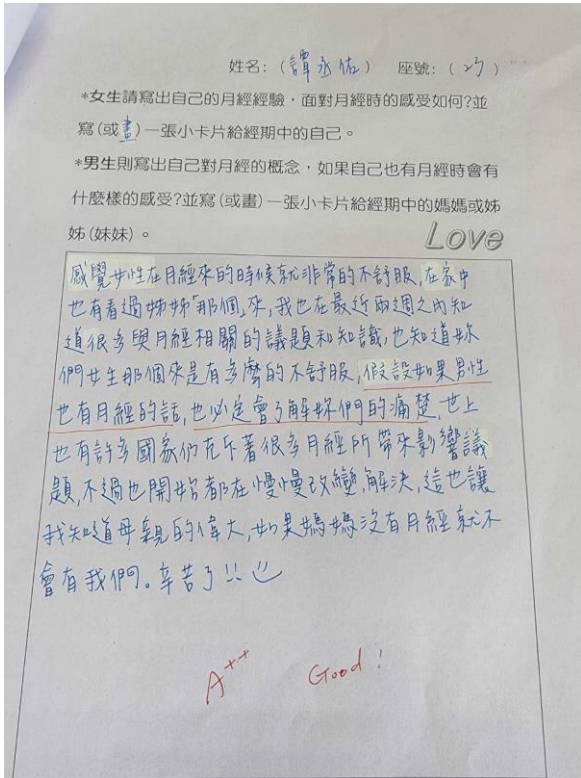 姓名：（譚永佑） 座號：（27）
*女生請寫出自己的月經經驗，面對月經時的感受如何?並
寫(或畫)一張小卡片給經期中的自己。
*男生則寫出自己對月經的概念，如果自己也有月經時會有
什麼樣的感受?並寫(或畫)一張小卡片給經期中的媽媽或姊
姊(妹妹)。
Love
感覺女性在月經來的時候就非常的不舒服,在家中
也有看過姊姊「那個」來,我也在最近兩週之內知
道很多與月經相關的議題和知識,也知道妳
們女生那個來是有多麼的不舒服,假設如果男性
也有月經的話,也必定會了解妳們的痛楚,世上
也有許多國家仍充斥著很多月經所帶來影響議
題,不過也開始都在慢慢改變,解決,這也讓
我知道母親的偉大,如果媽媽沒有月經就不
會有我們。辛苦了!!
A++ Good!